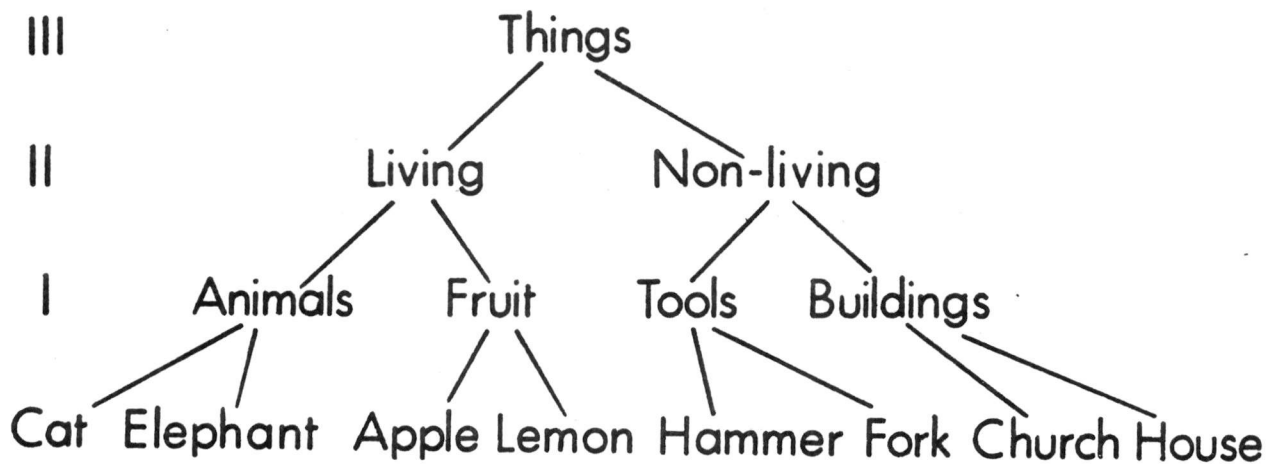 III Things
II Living Non-living
I Animals Fruit Tools Buildings
Cat Elephant Apple Lemon Hammer Fork Church House